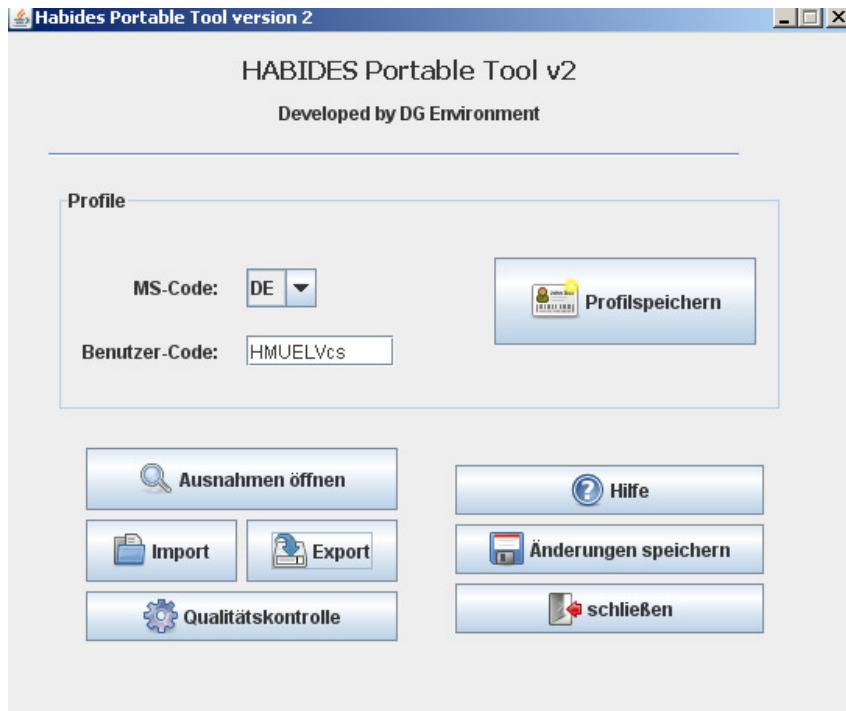 Habides Portable Tool version 2
HABIDES Portable Tool v2
Developed by DG Environment
Profile
MS-Code:
DE
Profilspeichern
Benutzer-Code:
HMUELVcs
Ausnahmen öffnen
Hilfe
Import
Export
Änderungen speichern
Qualitätskontrolle
schließen